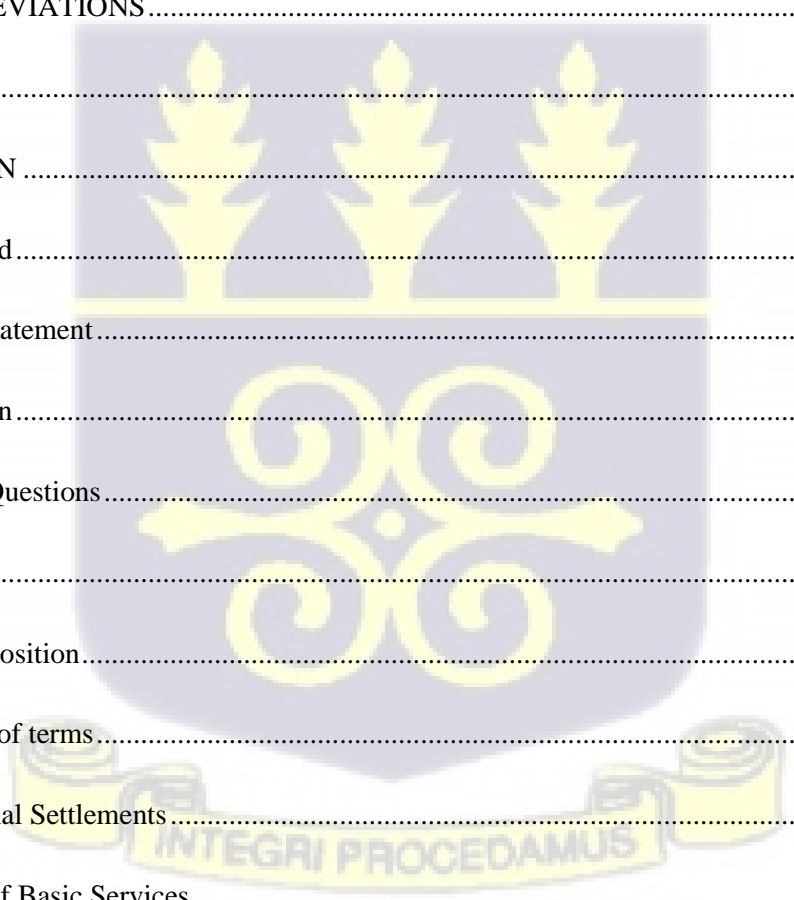 EVIATIONS................................................................................................
................................................................................................................
N ..............................................................................................................
d...............................................................................................................
atement....................................................................................................
n...............................................................................................................
Questions..................................................................................................
................................................................................................................
osition......................................................................................................
of terms....................................................................................................
al Settlements.........................................................................................
f Basic Services
INTEGRI PROCEDAMUS